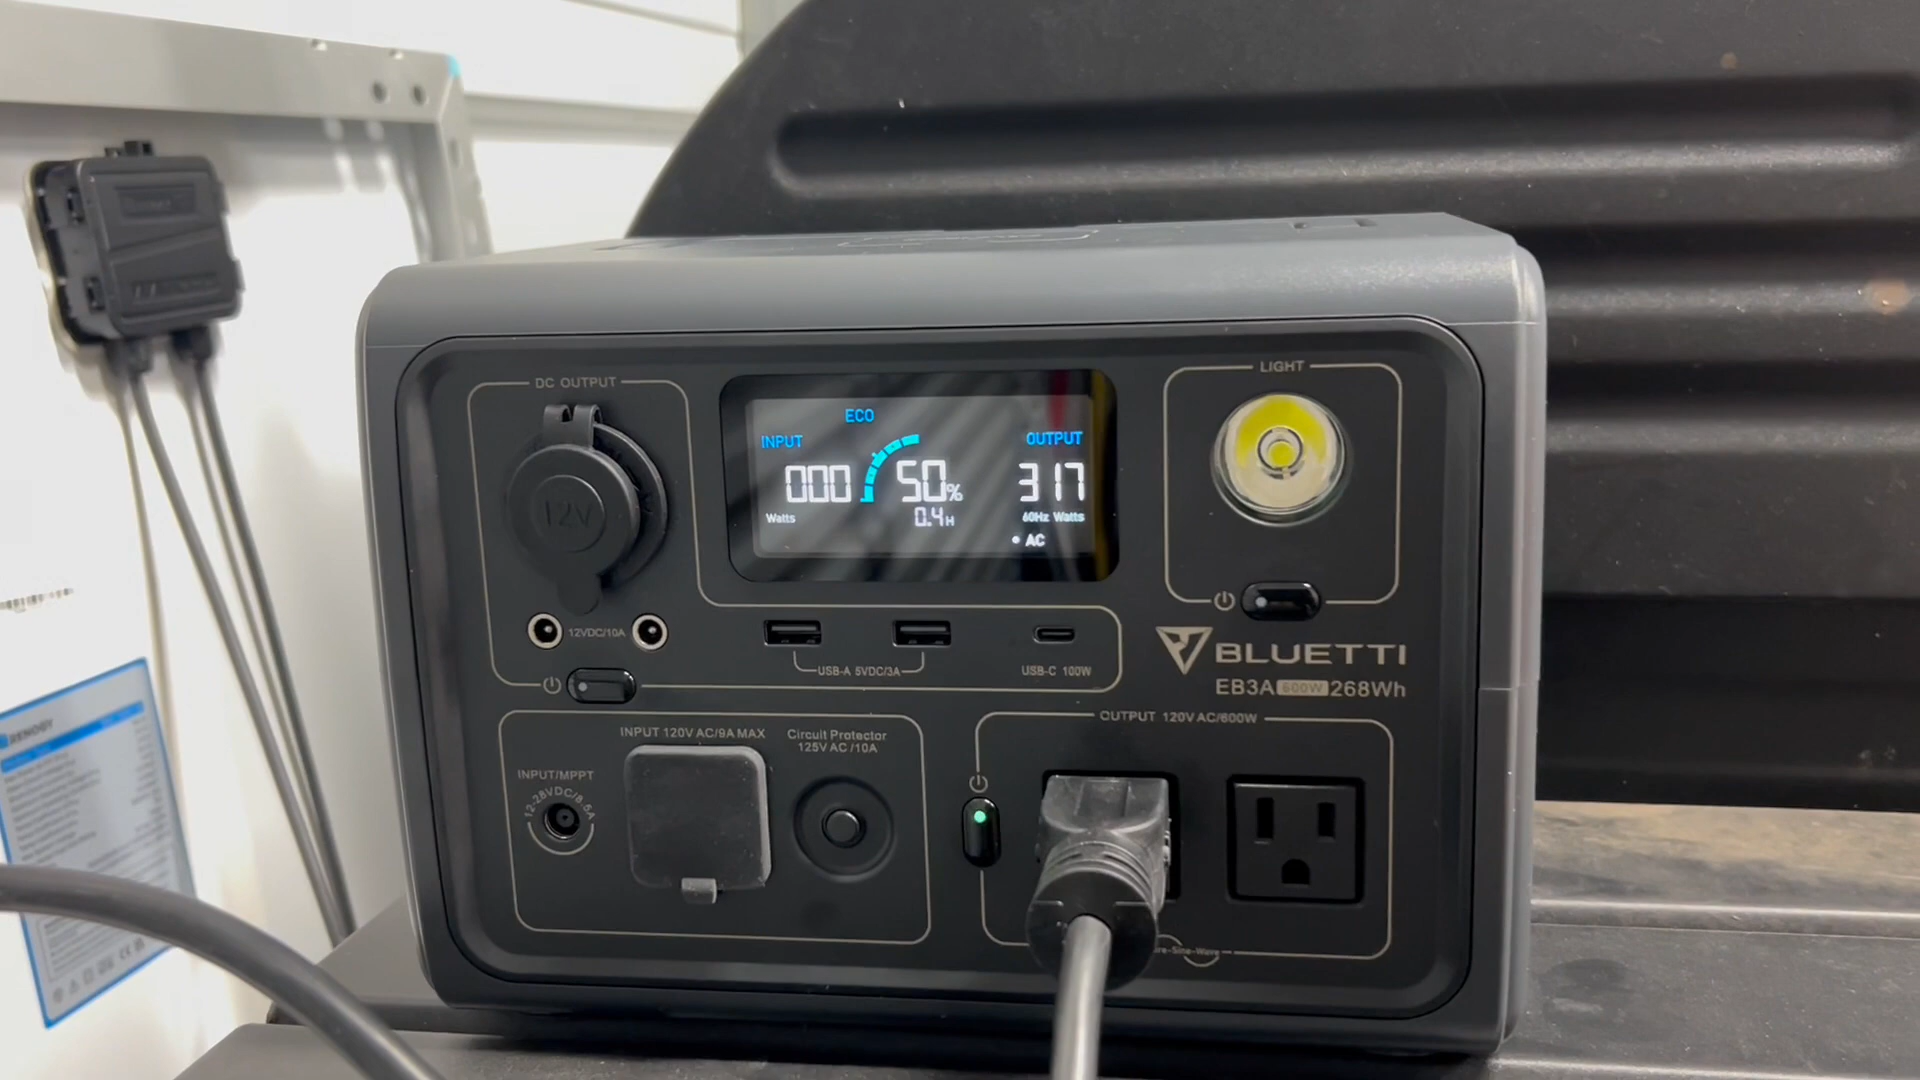 DC OUTPUT
12V
12VDC/10A
ECO
INPUT
000
Watts
50%
0.4H
OUTPUT
317
60Hz Watts
AC
LIGHT
USB-A 5VDC/3A
USB-C 100W
BLUETTI
EB3A 600W 268Wh
INPUT 120V AC/9A MAX
Circuit Protector
125V AC /10A
INPUT/MPPT
12-28VDC/8.5A
OUTPUT 120V AC/600W
RENOGY